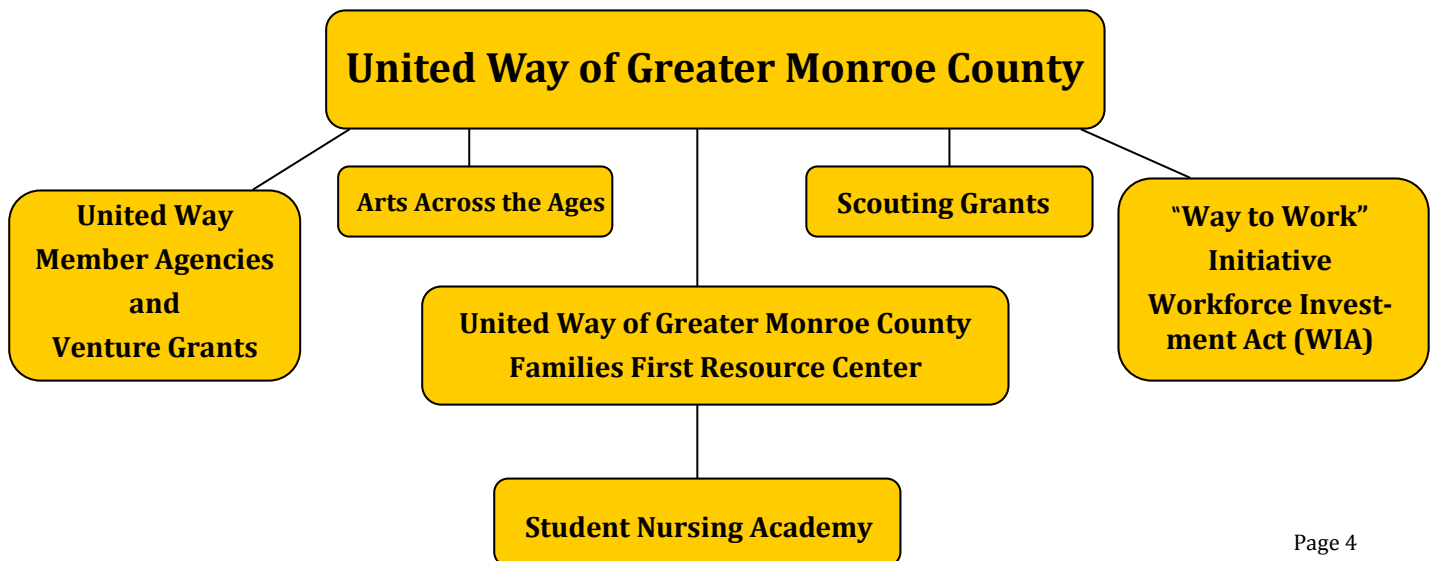 United Way of Greater Monroe County
United Way
Member Agencies
and
Venture Grants
Arts Across the Ages
United Way of Greater Monroe County
Families First Resource Center
Student Nursing Academy
Scouting Grants
“Way to Work”
Initiative
Workforce Invest-
ment Act (WIA)
Page 4